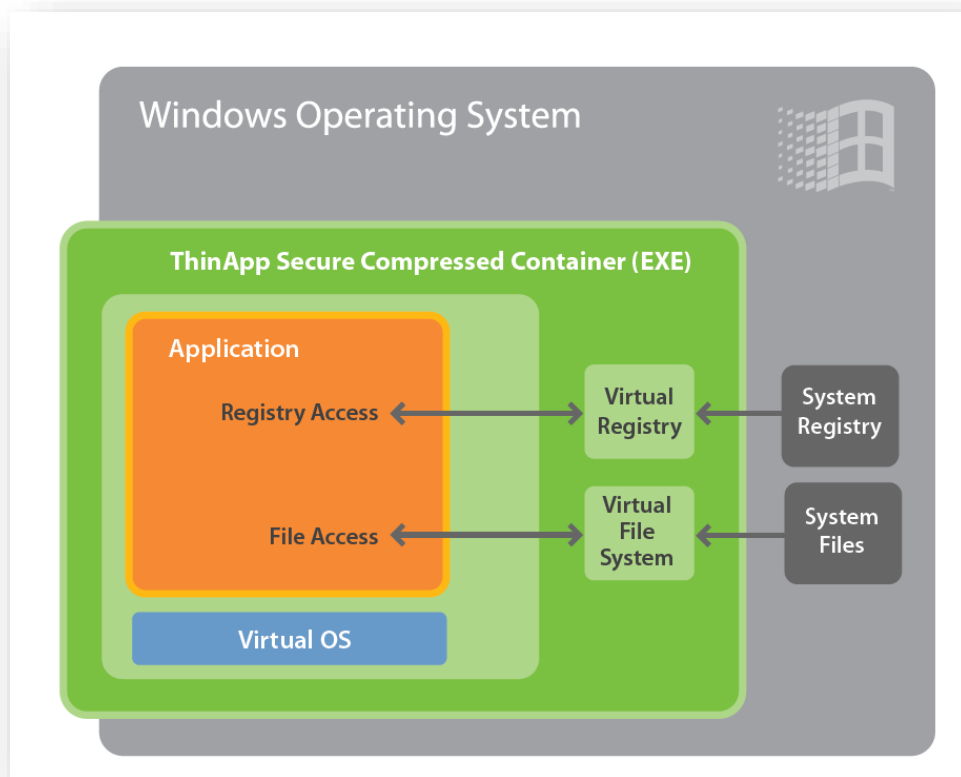 Windows Operating System
ThinApp Secure Compressed Container (EXE)
Application
Registry Access
Virtual
Registry
System
Registry
File Access
Virtual
File
System
System
Files
Virtual OS